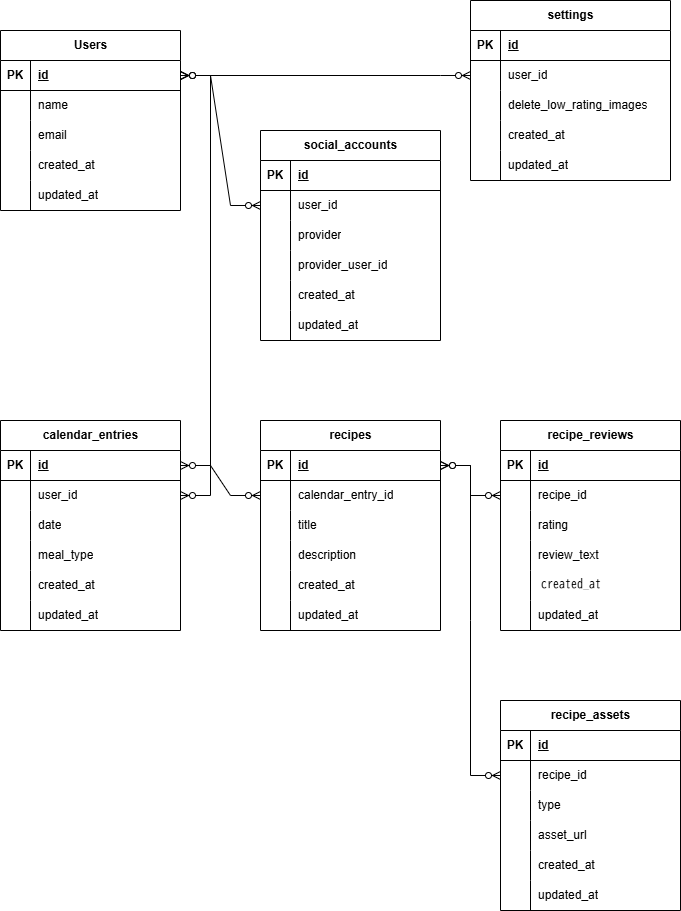 Users
PK id
name
email
created_at
updated_at
settings
PK id
user_id
delete_low_rating_images
created_at
updated_at
social_accounts
PK id
user_id
provider
provider_user_id
created_at
updated_at
calendar_entries
PK id
user_id
date
meal_type
created_at
updated_at
recipes
PK id
calendar_entry_id
title
description
created_at
updated_at
recipe_reviews
PK id
recipe_id
rating
review_text
created_at
updated_at
recipe_assets
PK id
recipe_id
type
asset_url
created_at
updated_at